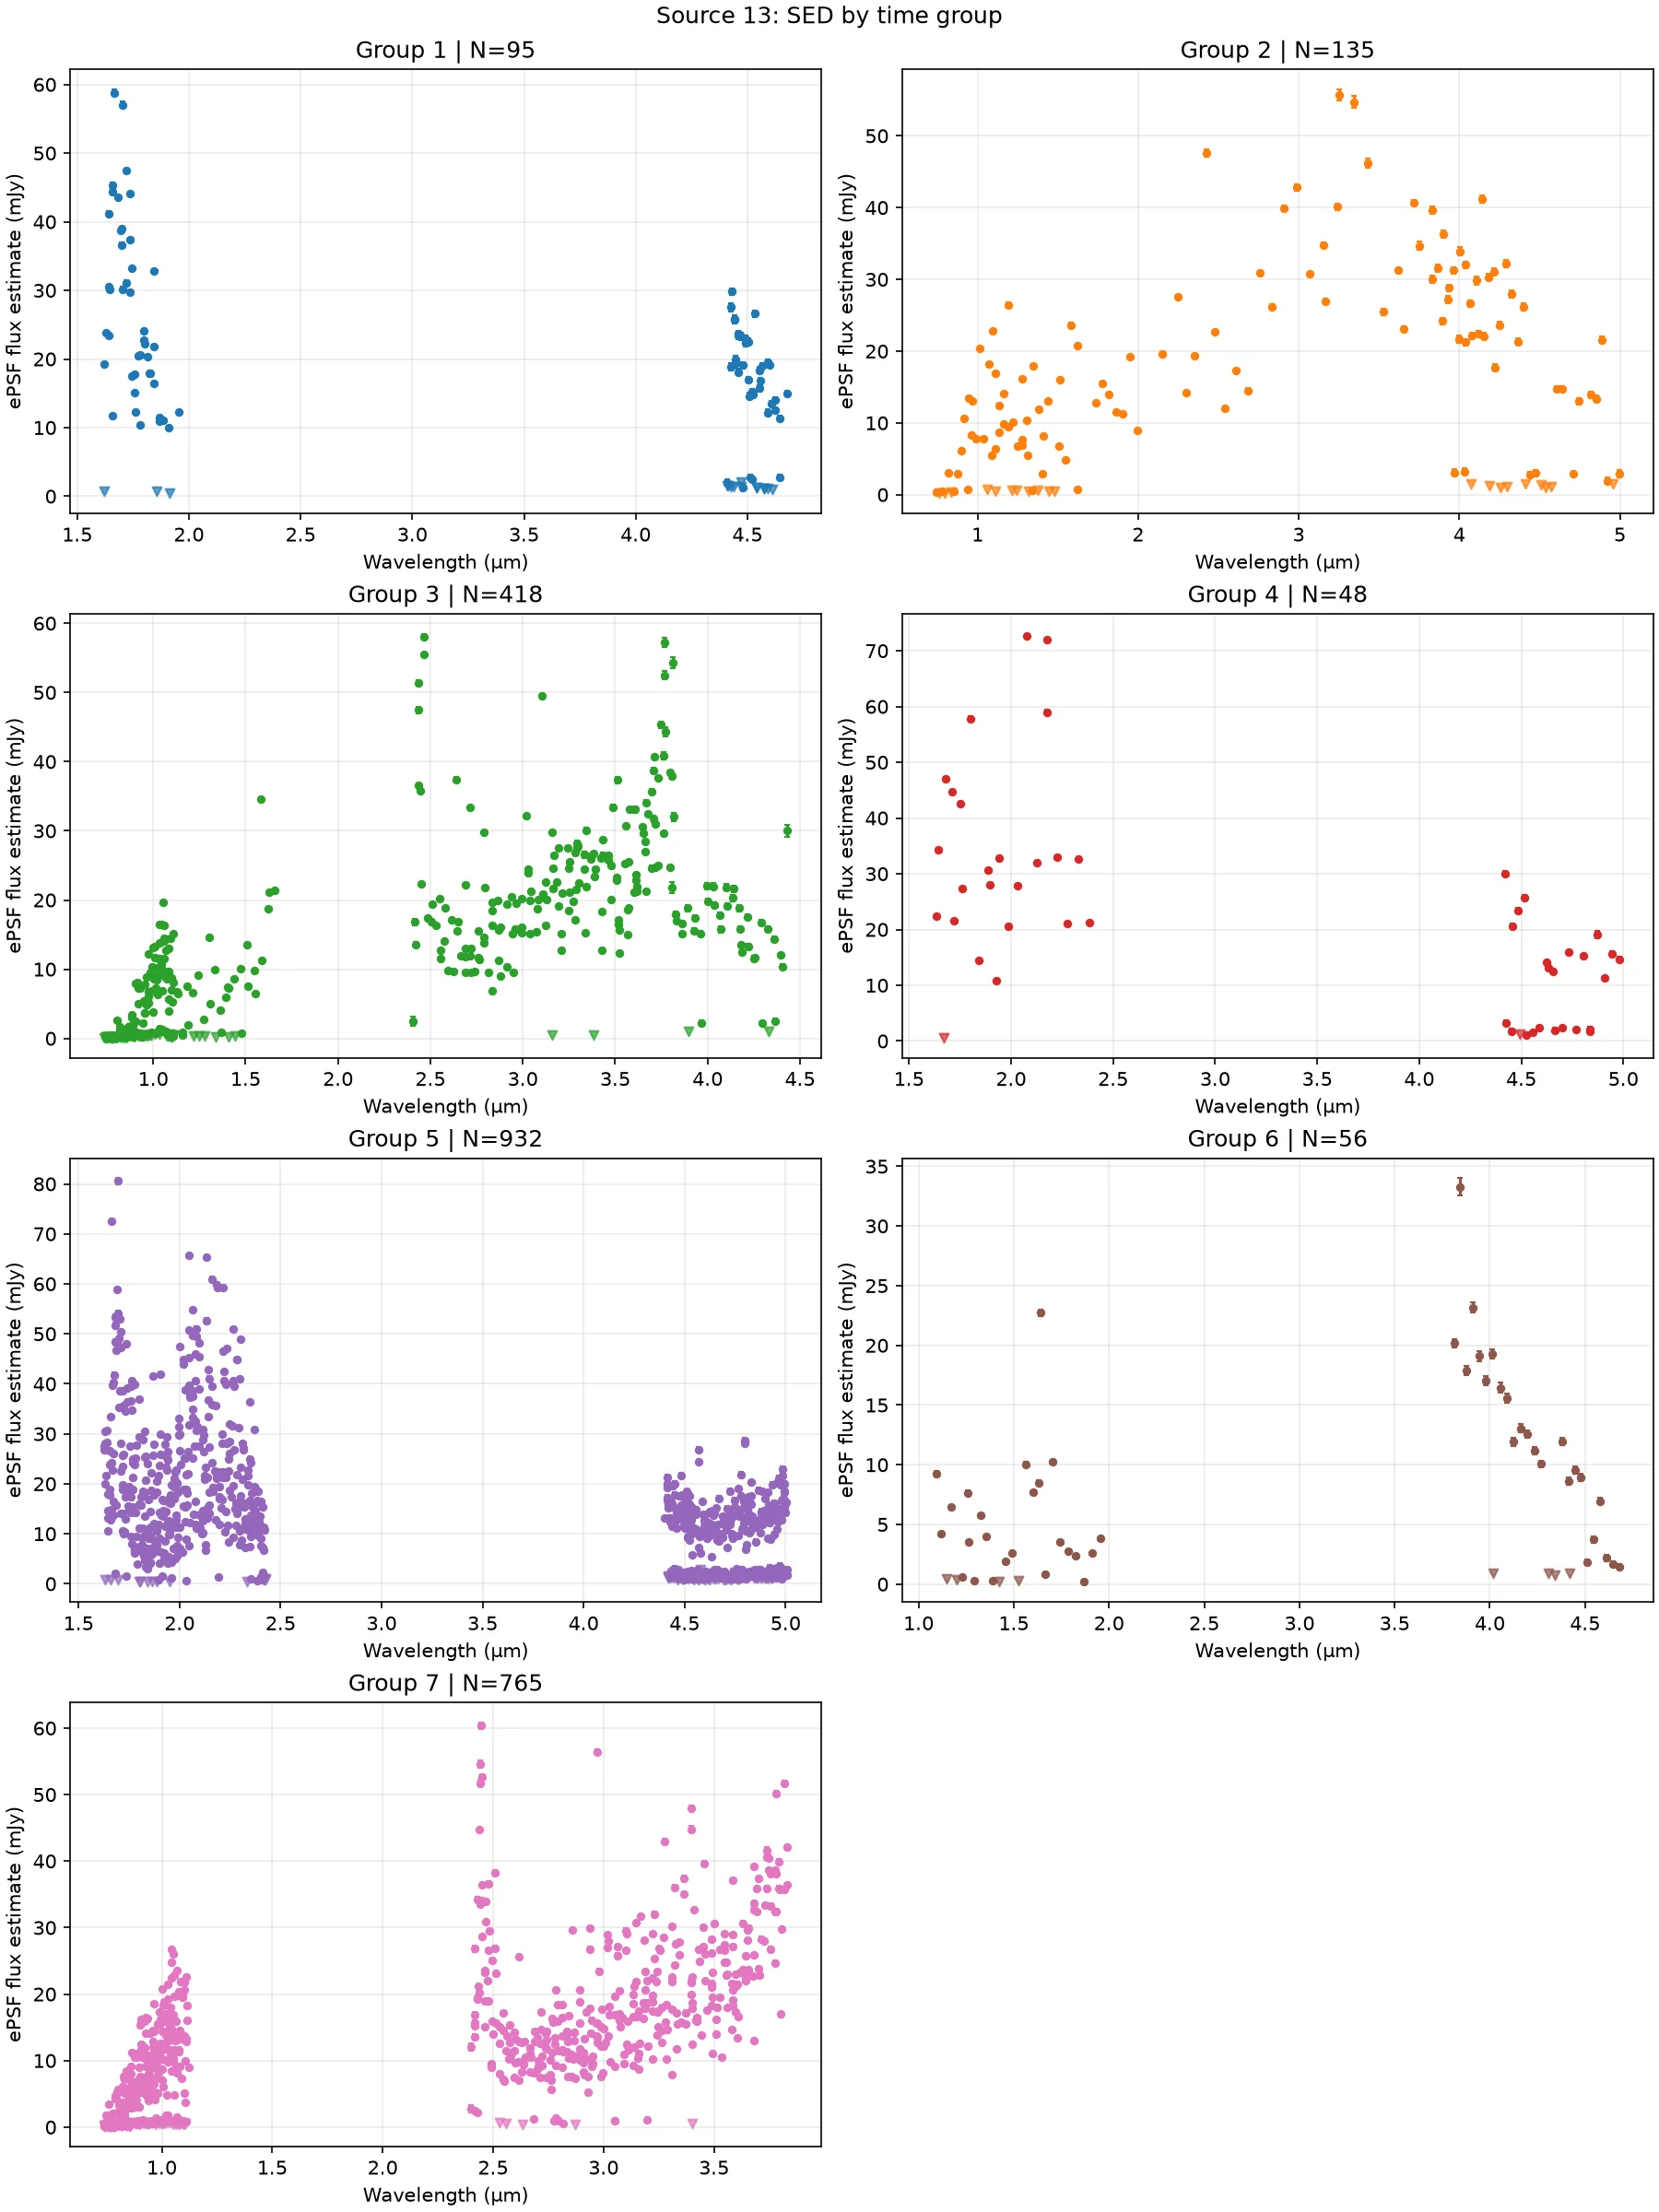 Source 13: SED by time group
Group 1 | N=95
ePSF flux estimate (mJy)
60
50
40
30
20
10
0
1.5 2.0 2.5 3.0 3.5 4.0 4.5
Wavelength (μm)
Group 2 | N=135
ePSF flux estimate (mJy)
50
40
30
20
10
0
1 2 3 4 5
Wavelength (μm)
Group 3 | N=418
ePSF flux estimate (mJy)
60
50
40
30
20
10
0
1.0 1.5 2.0 2.5 3.0 3.5 4.0 4.5
Wavelength (μm)
Group 4 | N=48
ePSF flux estimate (mJy)
70
60
50
40
30
20
10
0
1.5 2.0 2.5 3.0 3.5 4.0 4.5 5.0
Wavelength (μm)
Group 5 | N=932
ePSF flux estimate (mJy)
80
70
60
50
40
30
20
10
0
1.5 2.0 2.5 3.0 3.5 4.0 4.5 5.0
Wavelength (μm)
Group 6 | N=56
ePSF flux estimate (mJy)
35
30
25
20
15
10
5
0
1.0 1.5 2.0 2.5 3.0 3.5 4.0 4.5
Wavelength (μm)
Group 7 | N=765
ePSF flux estimate (mJy)
60
50
40
30
20
10
0
1.0 1.5 2.0 2.5 3.0 3.5
Wavelength (μm)